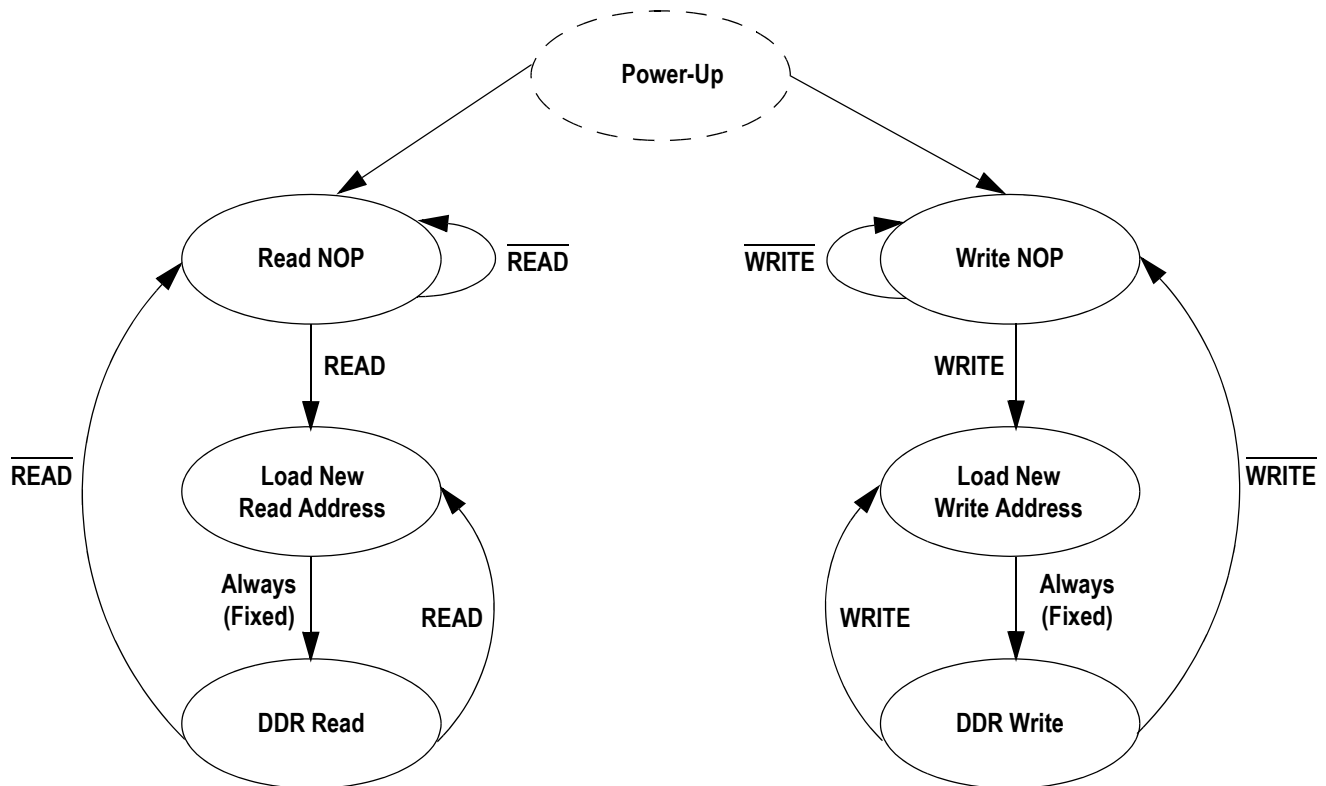 Power-Up
Read NOP
READ
WRITE
Write NOP
READ
WRITE
READ
Load New
Read Address
Load New
Write Address
WRITE
Always
(Fixed)
READ
WRITE
Always
(Fixed)
DDR Read
DDR Write